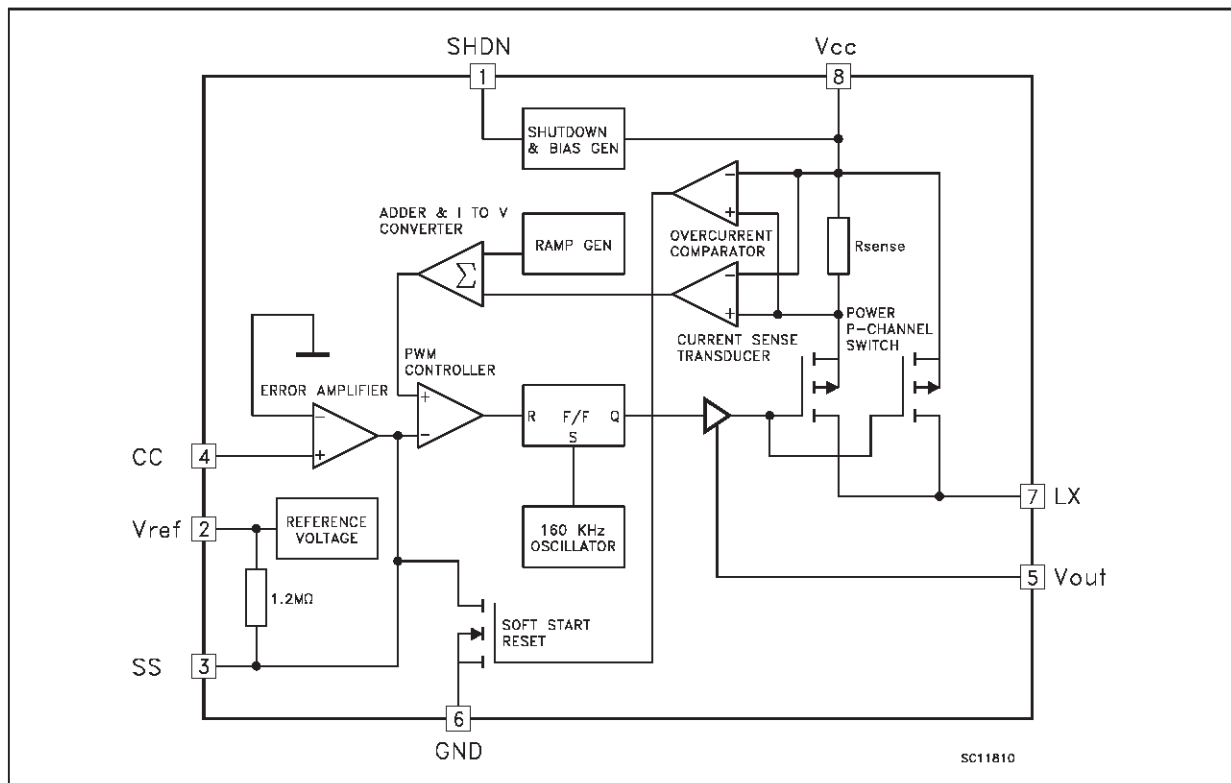 SHDN
Vcc
1
8
SHUTDOWN
& BIAS GEN
-
+
ADDER & I TO V
CONVERTER
RAMP GEN
Σ
OVERCURRENT
COMPARATOR
Rsense
-
+
CURRENT SENSE
TRANSDUCER
POWER
P-CHANNEL
SWITCH
PWM
CONTROLLER
ERROR AMPLIFIER
-
+
+
-
R F/F Q
S
CC
4
Vref
2
REFERENCE
VOLTAGE
160 KHz
OSCILLATOR
7
LX
5
Vout
1.2MΩ
SOFT START
RESET
SS
3
6
GND
SC11810